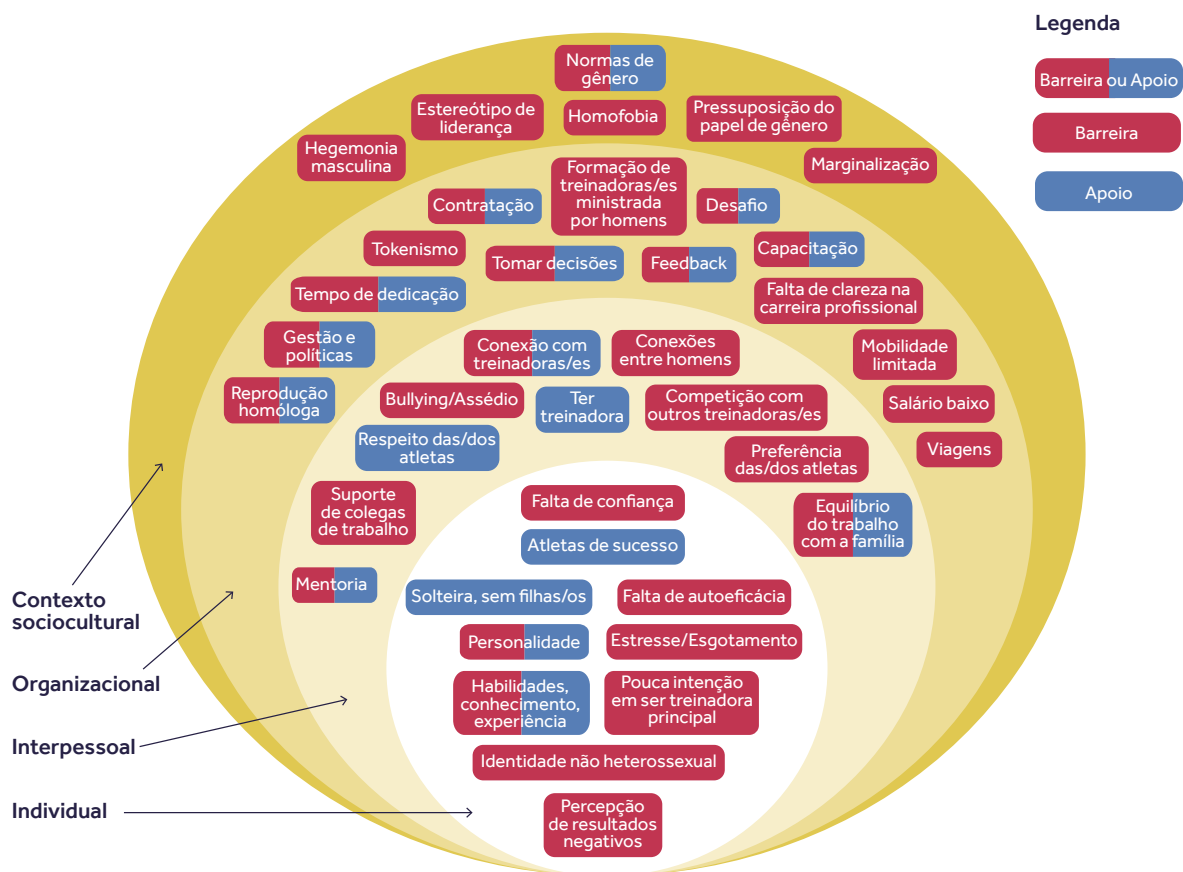 Legenda
Barreira ou Apoio
Barreira
Apoio
Normas de
gênero
Estereótipo de
liderança
Homofobia
Pressuposição do
papel de gênero
Hegemonia
masculina
Marginalização
Formação de
treinadoras/es
ministrada
por homens
Contratação
Desafio
Tokenismo
Tomar decisões
Feedback
Capacitação
Tempo de dedicação
Falta de clareza na
carreira profissional
Gestão e
políticas
Mobilidade
limitada
Reprodução
homóloga
Salário baixo
Viagens
Conexão com
treinadoras/es
Conexões
entre homens
Bullying/Assédio
Ter
treinadora
Competição com
outros treinadoras/es
Respeito das/dos
atletas
Preferência
das/dos atletas
Suporte
de colegas
de trabalho
Equilíbrio
do trabalho
com a família
Mentoria
Falta de confiança
Atletas de sucesso
Solteira, sem filhas/os
Falta de autoeficácia
Personalidade
Estresse/Esgotamento
Habilidades,
conhecimento,
experiência
Pouca intenção
em ser treinadora
principal
Identidade não heterossexual
Percepção
de resultados
negativos
Contexto
sociocultural
Organizacional
Interpessoal
Individual